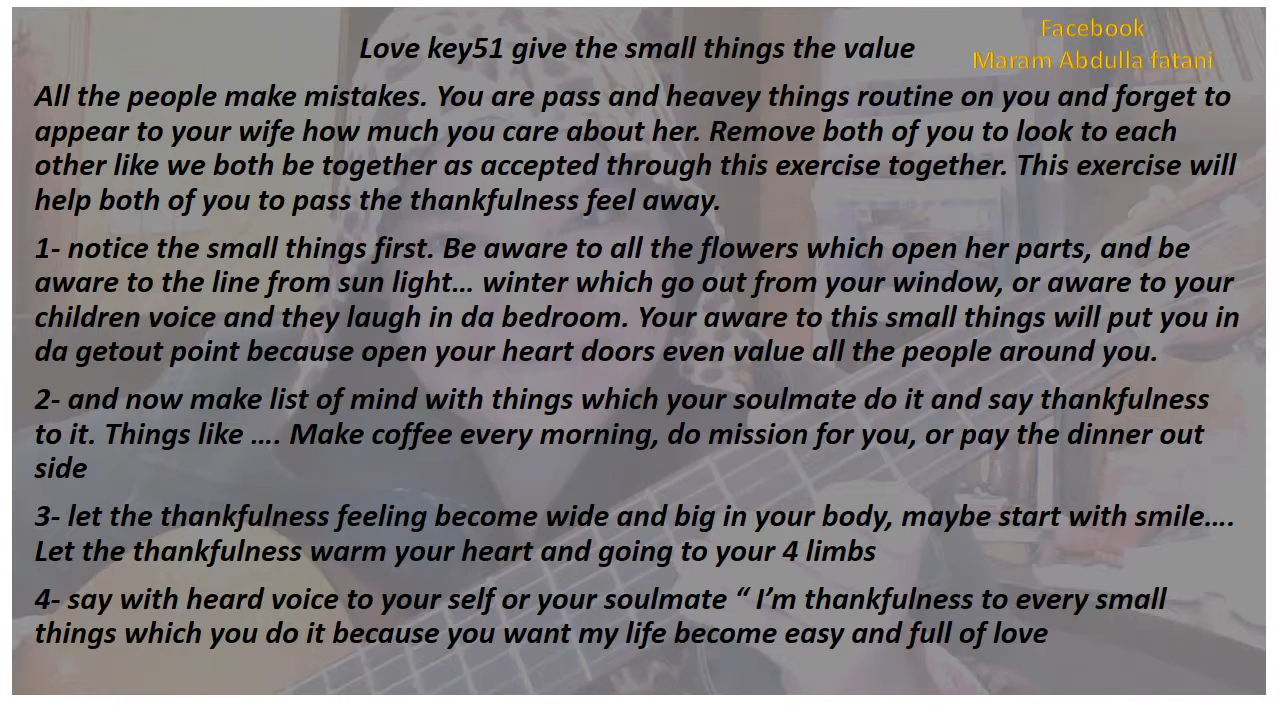 Facebook
Love key51 give the small things the value
Maram Abdulla fatani
All the people make mistakes. You are pass and heavey things routine on you and forget to
appear to your wife how much you care about her. Remove both of you to look to each
other like we both be together as accepted through this exercise together. This exercise will
help both of you to pass the thankfulness feel away.
1- notice the small things first. Be aware to all the flowers which open her parts, and be
aware to the line from sun light... winter which go out from your window, or aware to your
children voice and they laugh in da bedroom. Your aware to this small things will put you in
da getout point because open your heart doors even value all the people around you.
2- and now make list of mind with things which your soulmate do it and say thankfulness
to it. Things like .... Make coffee every morning, do mission for you, or pay the dinner out
side
3- let the thankfulness feeling become wide and big in your body, maybe start with smile....
Let the thankfulness warm your heart and going to your 4 limbs
4- say with heard voice to your self or your soulmate “ I’m thankfulness to every small
things which you do it because you want my life become easy and full of love